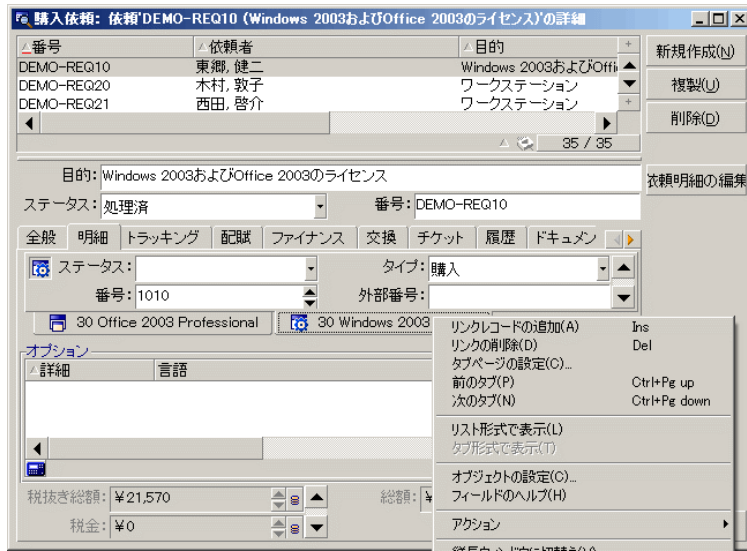 購入依頼: 依頼'DEMO-REQ10 (Windows 2003およびOffice 2003のライセンス)'の詳細
番号 依頼者 目的
DEMO-REQ10 東郷, 健二 Windows 2003およびOffi
DEMO-REQ20 木村, 敦子 ワークステーション
DEMO-REQ21 西田, 啓介 ワークステーション
35 / 35
新規作成(N)
複製(U)
削除(D)
依頼明細の編集
目的: Windows 2003およびOffice 2003のライセンス
ステータス: 処理済 番号: DEMO-REQ10
全般 明細 トラッキング 配賦 ファイナンス 交換 チケット 履歴 ドキュメン
ステータス: タイプ: 購入
番号: 1010 外部番号:
30 Office 2003 Professional 30 Windows 2003
オプション
詳細 言語
税抜き総額: ¥21,570 総額: ¥
税金: ¥0
リンクレコードの追加(A) Ins
リンクの削除(D) Del
タブページの設定(C)...
前のタブ(P) Ctrl+Pg up
次のタブ(N) Ctrl+Pg down
リスト形式で表示(L)
タブ形式で表示(T)
オブジェクトの設定(C)...
フィールドのヘルプ(H)
アクション